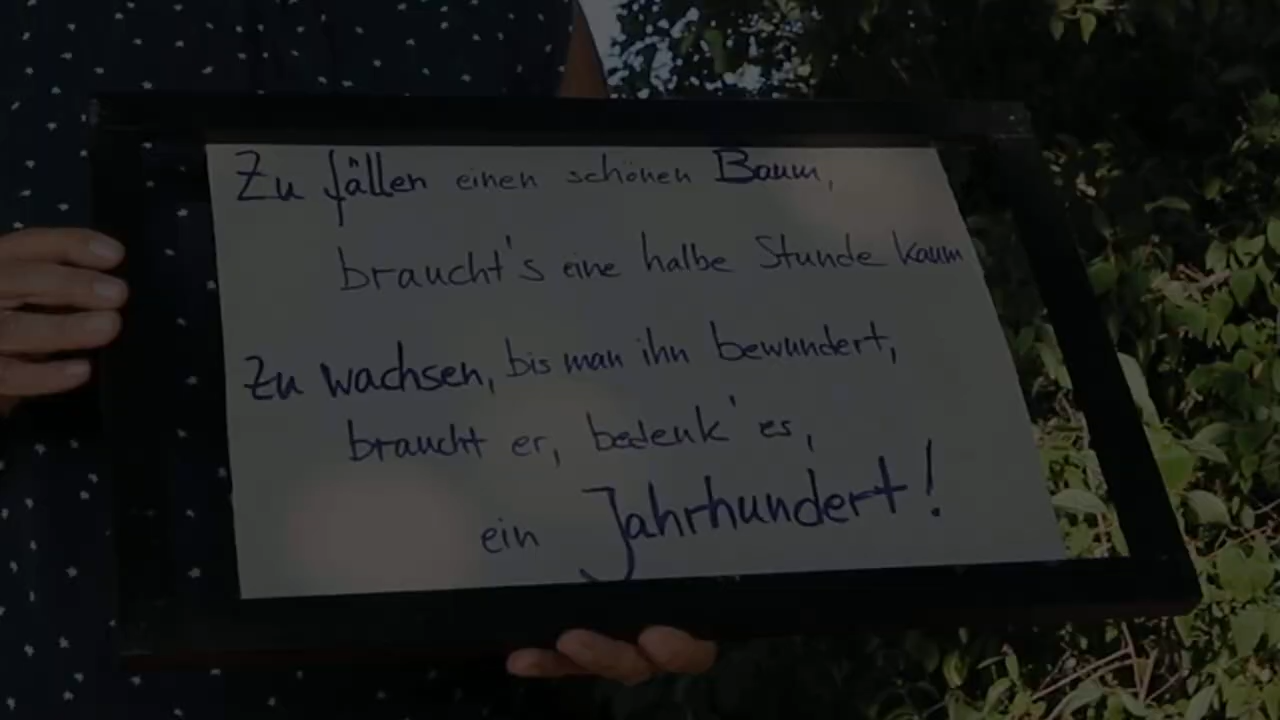 Zu fällen einen schönen Baum,
braucht's eine halbe Stunde kaum
Zu wachsen, bis man ihn bewundert,
braucht er, bedenk' es,
ein Jahrhundert!